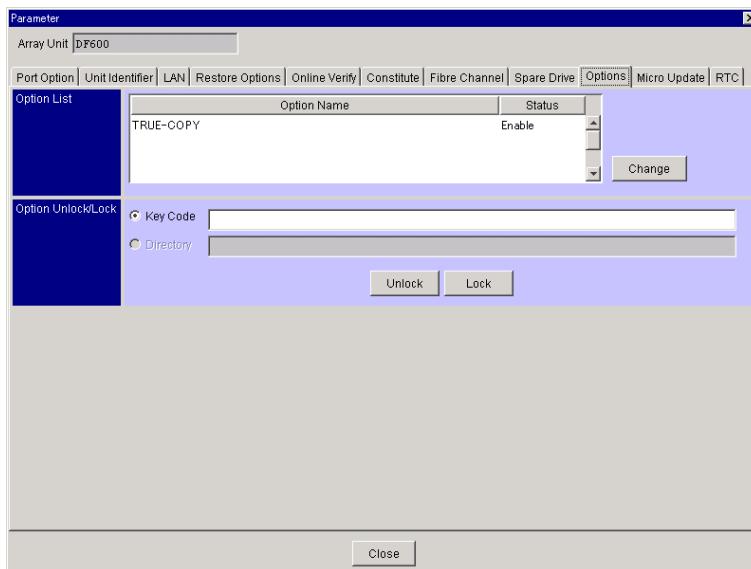 Parameter
Array Unit DF600
Port Option Unit Identifier LAN Restore Options Online Verify Constitute Fibre Channel Spare Drive Options Micro Update RTC
Option List
Option Name Status
TRUE-COPY Enable
Change
Option Unlock/Lock
Key Code
Directory
Unlock Lock
Close